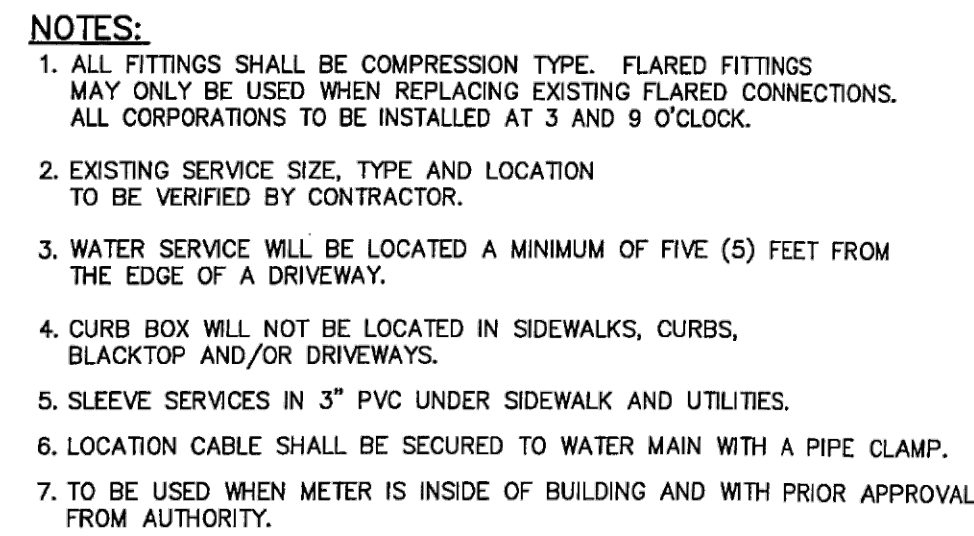 NOTES:
1. ALL FITTINGS SHALL BE COMPRESSION TYPE. FLARED FITTINGS
MAY ONLY BE USED WHEN REPLACING EXISTING FLARED CONNECTIONS.
ALL CORPORATIONS TO BE INSTALLED AT 3 AND 9 O'CLOCK.
2. EXISTING SERVICE SIZE, TYPE AND LOCATION
TO BE VERIFIED BY CONTRACTOR.
3. WATER SERVICE WILL BE LOCATED A MINIMUM OF FIVE (5) FEET FROM
THE EDGE OF A DRIVEWAY.
4. CURB BOX WILL NOT BE LOCATED IN SIDEWALKS, CURBS,
BLACKTOP AND/OR DRIVEWAYS.
5. SLEEVE SERVICES IN 3" PVC UNDER SIDEWALK AND UTILITIES.
6. LOCATION CABLE SHALL BE SECURED TO WATER MAIN WITH A PIPE CLAMP.
7. TO BE USED WHEN METER IS INSIDE OF BUILDING AND WITH PRIOR APPROVAL
FROM AUTHORITY.